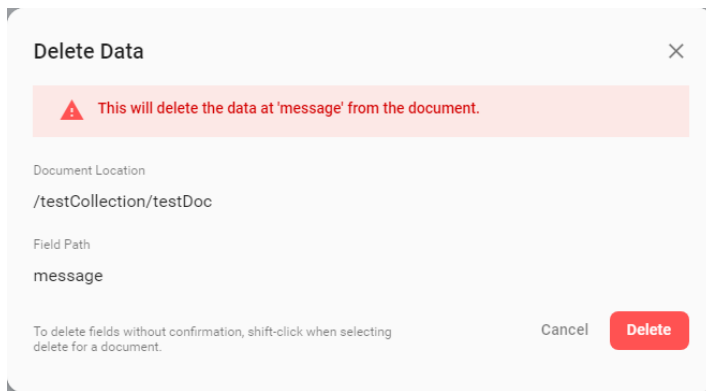 Delete Data
This will delete the data at 'message' from the document.
Document Location
/testCollection/testDoc
Field Path
message
To delete fields without confirmation, shift-click when selecting
delete for a document.
Cancel
Delete